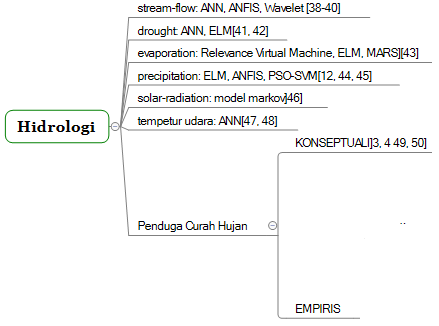 stream-flow: ANN, ANFIS, Wavelet [38-40]
drought: ANN, ELM[41, 42]
evaporation: Relevance Virtual Machine, ELM, MARS][43]
precipitation: ELM, ANFIS, PSO-SVM[12, 44, 45]
solar-radiation: model markov]46]
tempetur udara: ANN[47, 48]
Hidrologi
KONSEPTUALI]3, 4 49, 50]
Penduga Curah Hujan
..
EMPIRIS